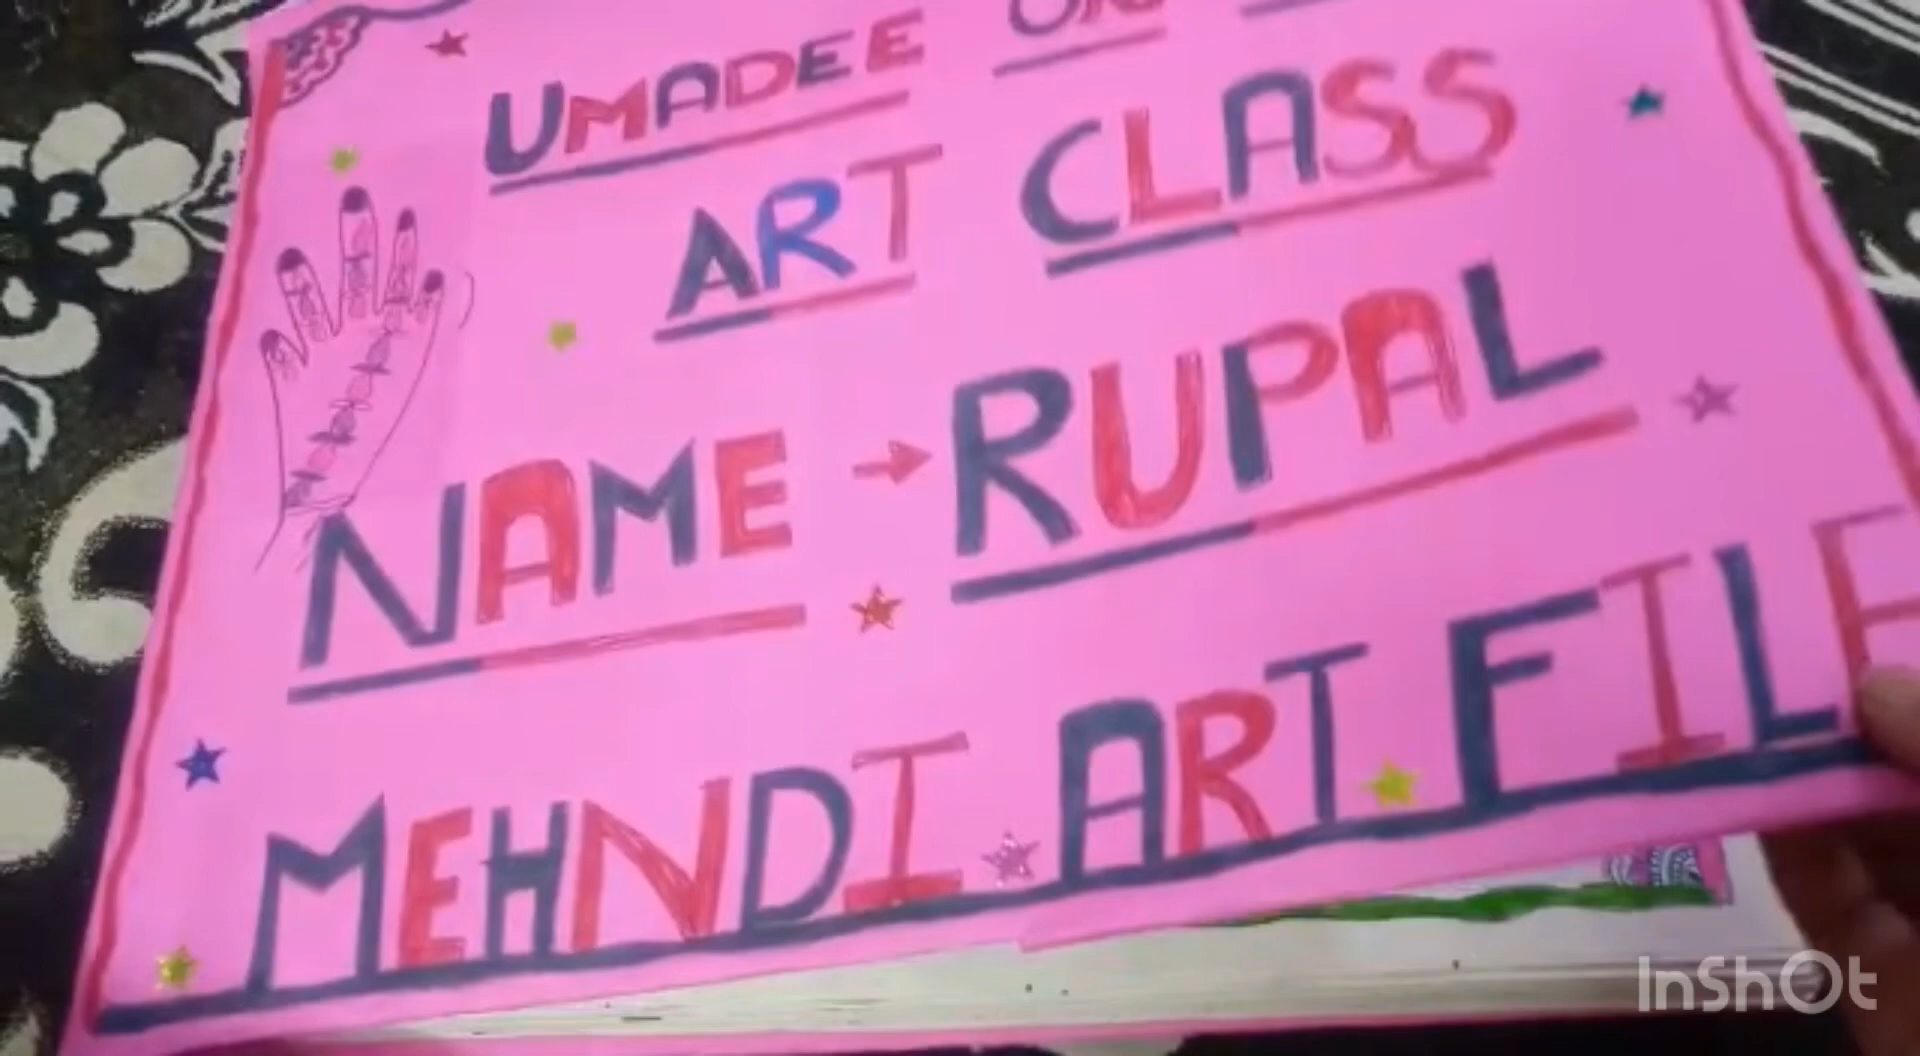 UMADEE
ART CLASS
NAME → RUPAL
MEHNDI ART FILE
InShOt